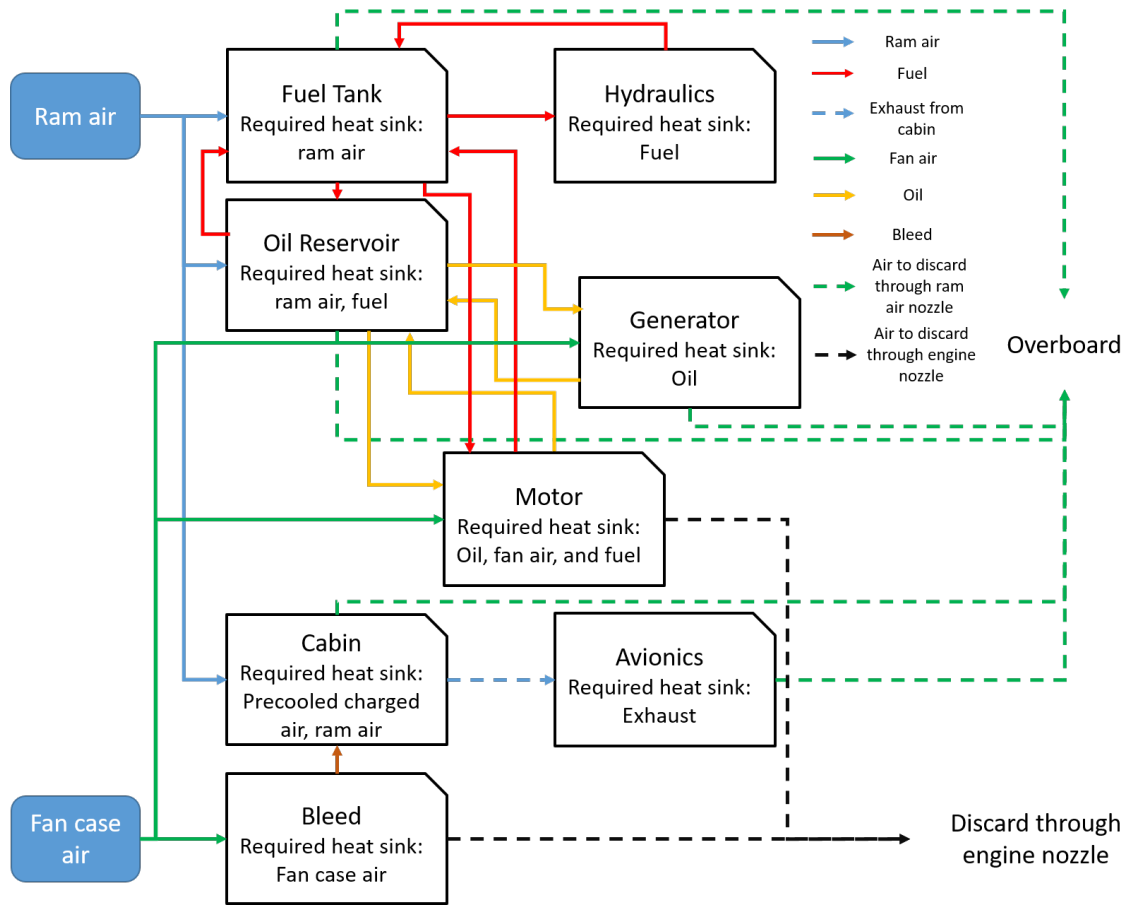 Ram air
Fuel Tank
Required heat sink:
ram air
Hydraulics
Required heat sink:
Fuel
Ram air
Fuel
Exhaust from
cabin
Fan air
Oil
Bleed
Air to discard
through ram
air nozzle
Air to discard
through engine
nozzle
Oil Reservoir
Required heat sink:
ram air, fuel
Generator
Required heat sink:
Oil
Overboard
Motor
Required heat sink:
Oil, fan air, and fuel
Cabin
Required heat sink:
Precooled charged
air, ram air
Avionics
Required heat sink:
Exhaust
Fan case
air
Bleed
Required heat sink:
Fan case air
Discard through
engine nozzle